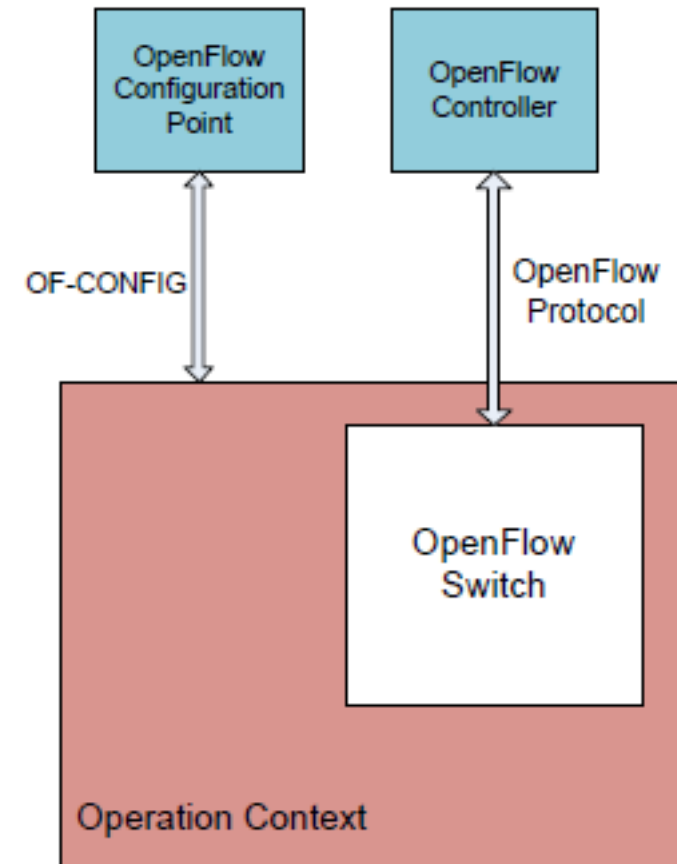 OpenFlow
Configuration
Point
OpenFlow
Controller
OF-CONFIG
OpenFlow
Protocol
OpenFlow
Switch
Operation Context